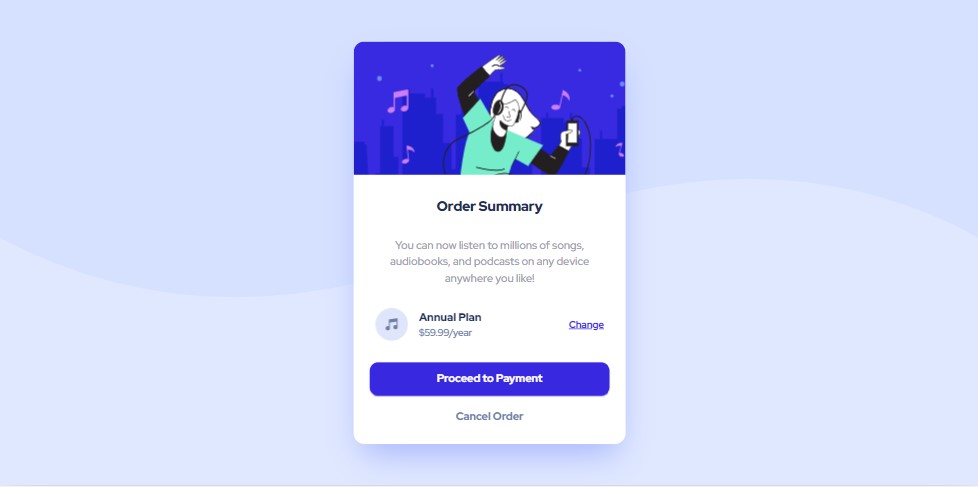 Order Summary
You can now listen to millions of songs,
audiobooks, and podcasts on any device
anywhere you like!
Annual Plan
$59.99/year
Change
Proceed to Payment
Cancel Order